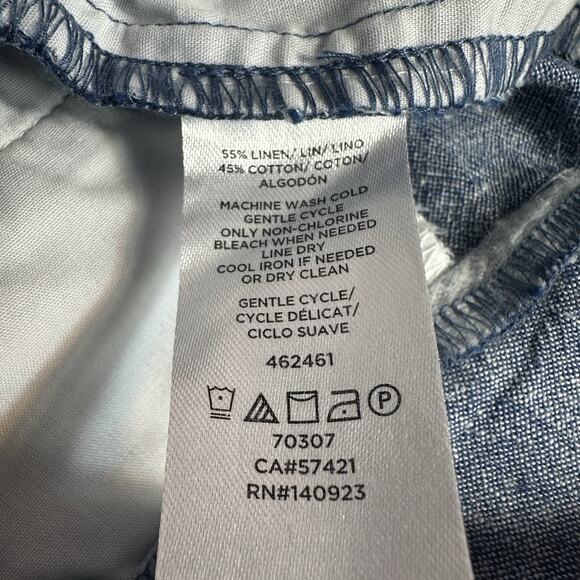 55% LINEN/ LIN/ LINO
45% COTTON/ COTON/
ALGODÓN
MACHINE WASH COLD
GENTLE CYCLE
ONLY NON-CHLORINE
BLEACH WHEN NEEDED
LINE DRY
COOL IRON IF NEEDED
OR DRY CLEAN
GENTLE CYCLE/
CYCLE DÉLICAT/
CICLO SUAVE
462461
P
70307
CA#57421
RN#140923